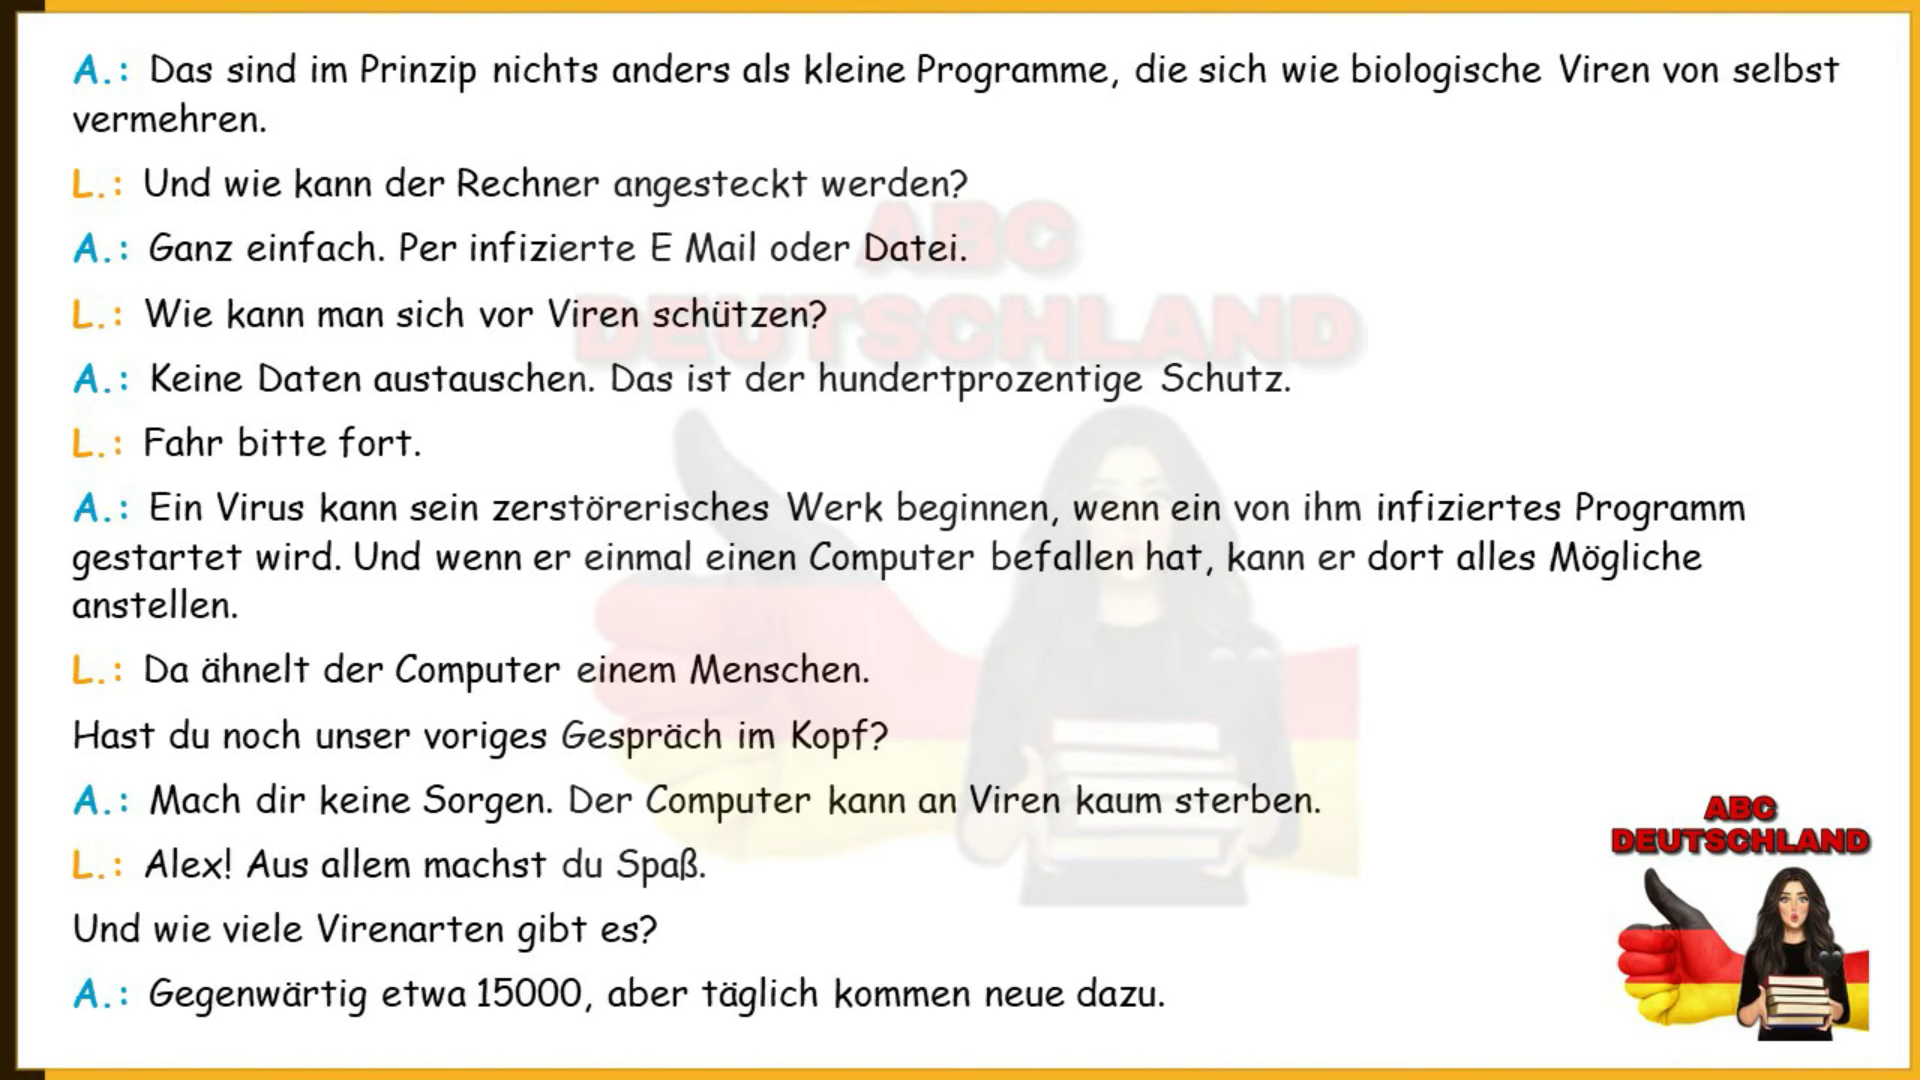 A.: Das sind im Prinzip nichts anders als kleine Programme, die sich wie biologische Viren von selbst
vermehren.
L.: Und wie kann der Rechner angesteckt werden?
A.: Ganz einfach. Per infizierte E Mail oder Datei.
L.: Wie kann man sich vor Viren schützen?
A.: Keine Daten austauschen. Das ist der hundertprozentige Schutz.
L.: Fahr bitte fort.
A.: Ein Virus kann sein zerstörerisches Werk beginnen, wenn ein von ihm infiziertes Programm
gestartet wird. Und wenn er einmal einen Computer befallen hat, kann er dort alles Mögliche
anstellen.
L.: Da ähnelt der Computer einem Menschen.
Hast du noch unser voriges Gespräch im Kopf?
A.: Mach dir keine Sorgen. Der Computer kann an Viren kaum sterben.
L.: Alex! Aus allem machst du Spaß.
Und wie viele Virenarten gibt es?
A.: Gegenwärtig etwa 15000, aber täglich kommen neue dazu.
ABC
DEUTSCHLAND
ABC
DEUTSCHLAND